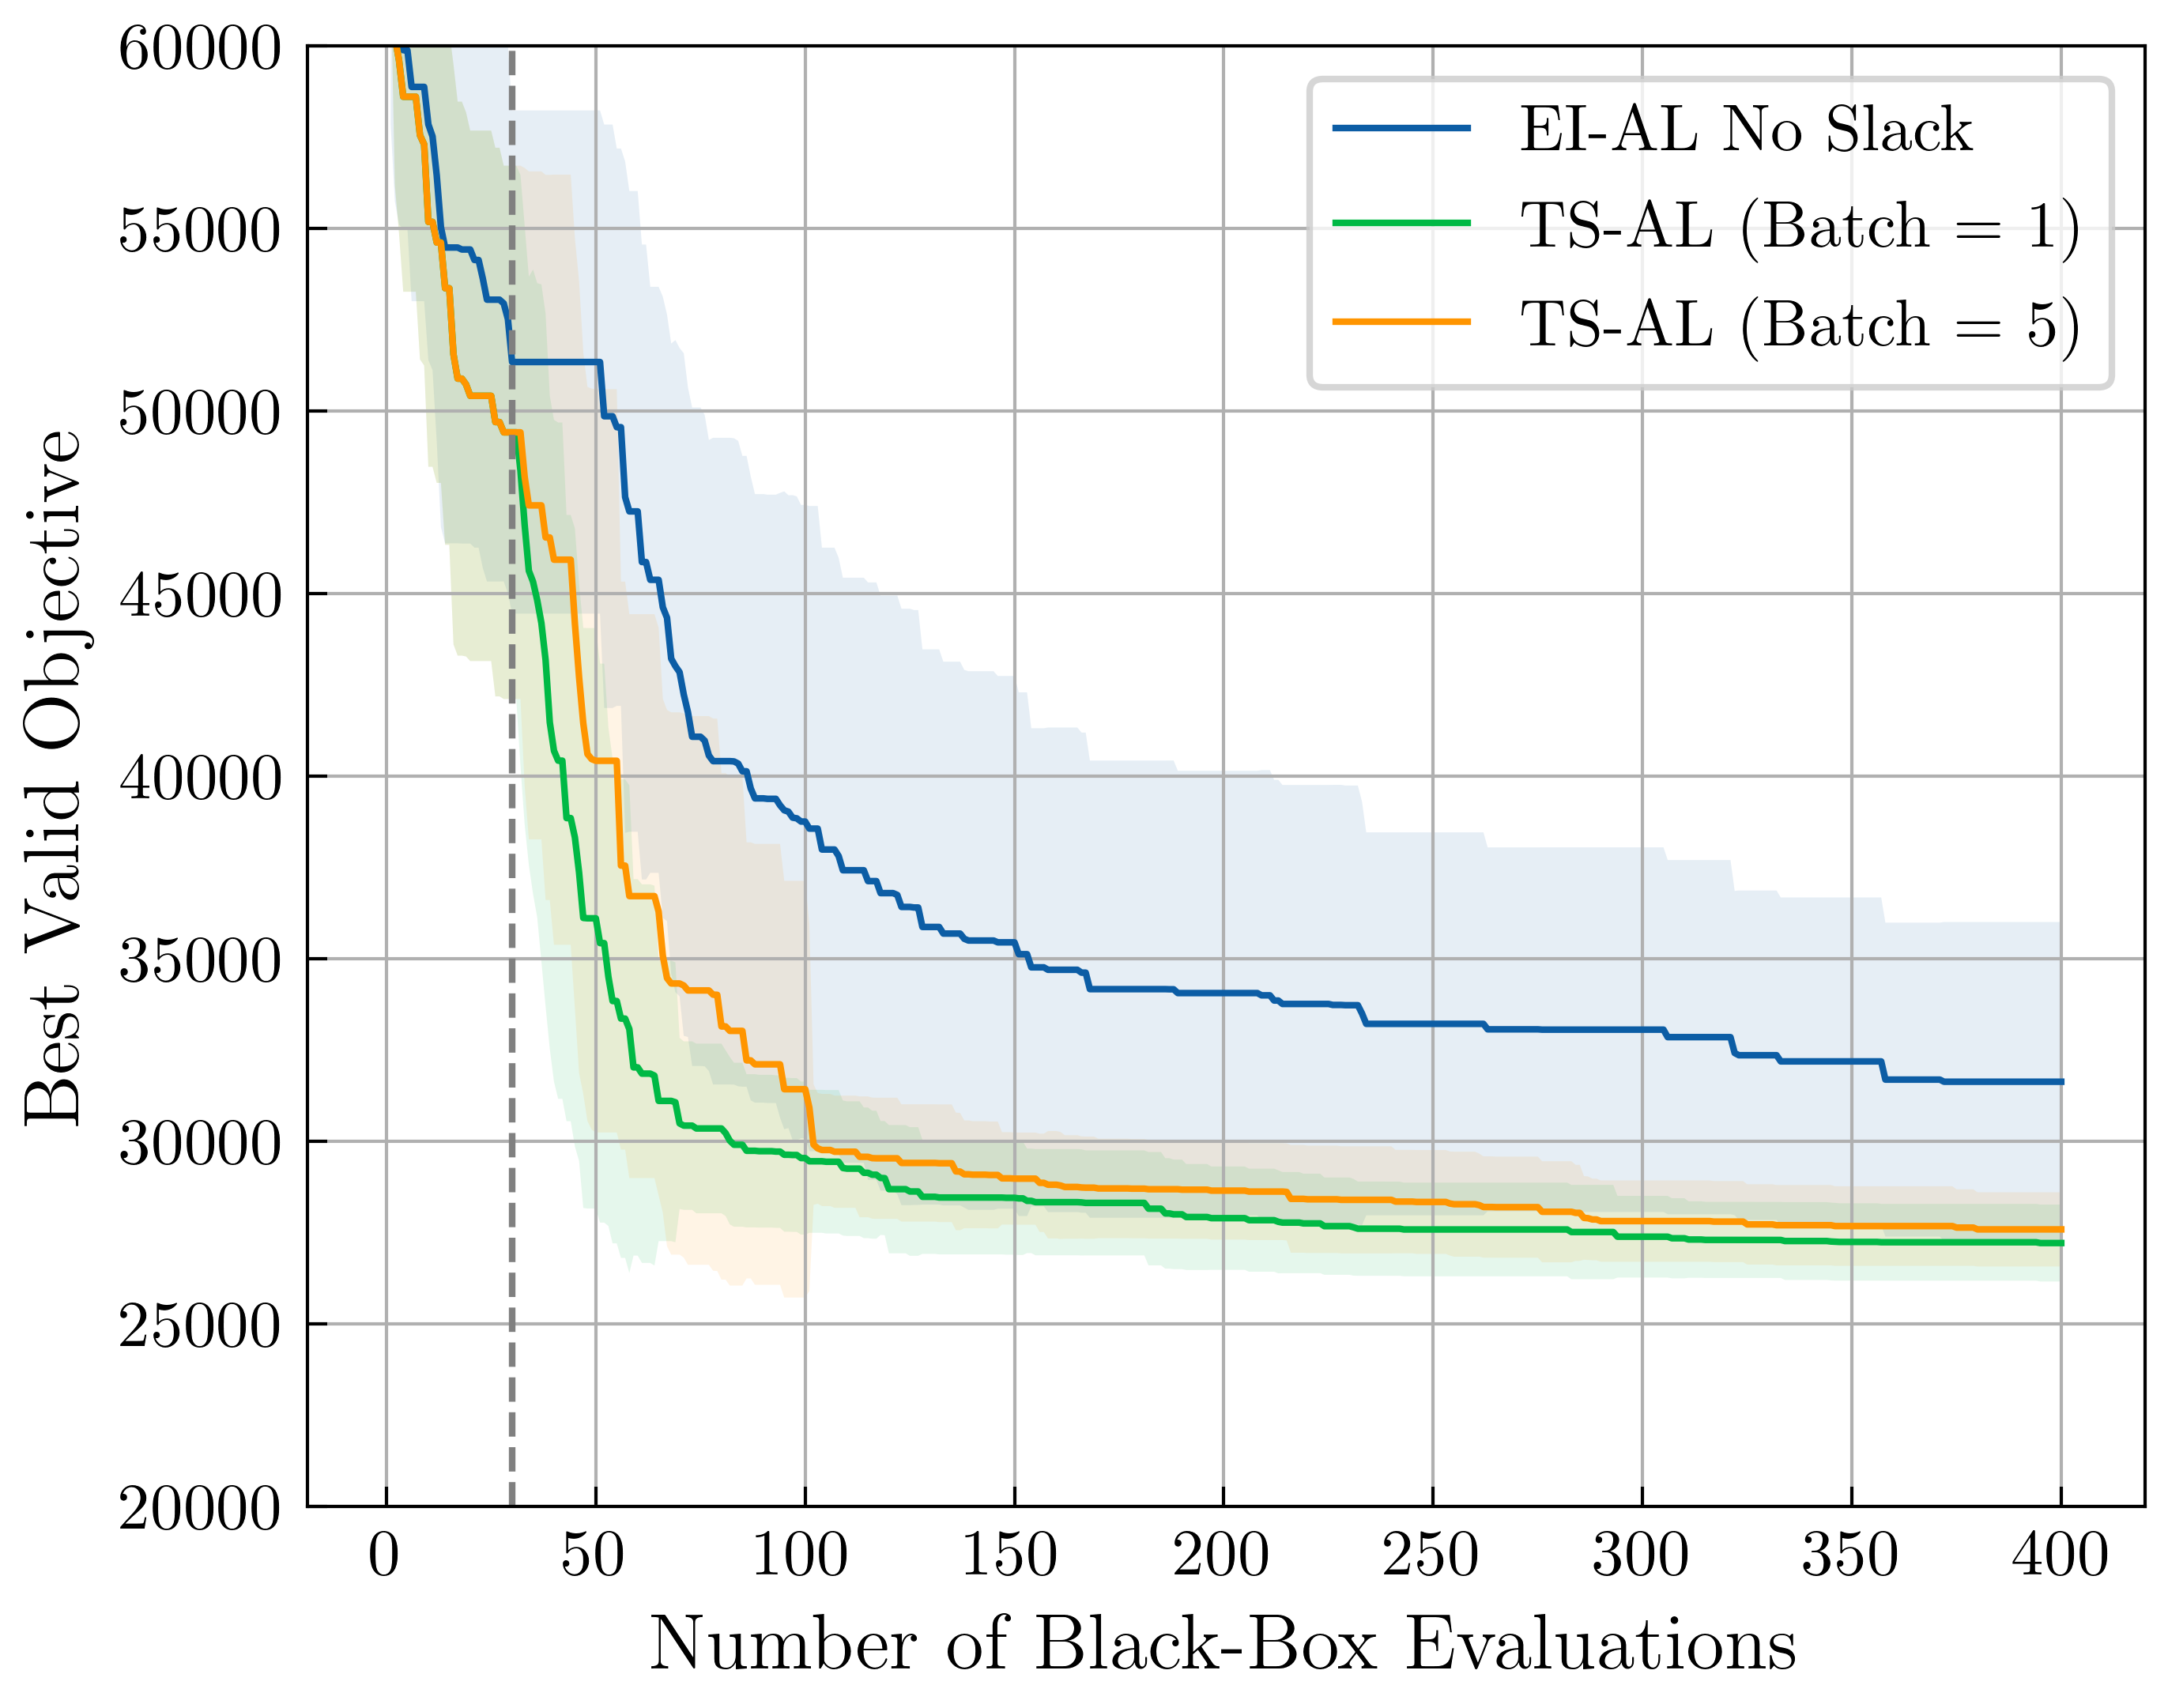 60000
55000
50000
45000
40000
35000
30000
25000
20000
Best Valid Objective
EI-AL No Slack
TS-AL (Batch = 1)
TS-AL (Batch = 5)
0 50 100 150 200 250 300 350 400
Number of Black-Box Evaluations